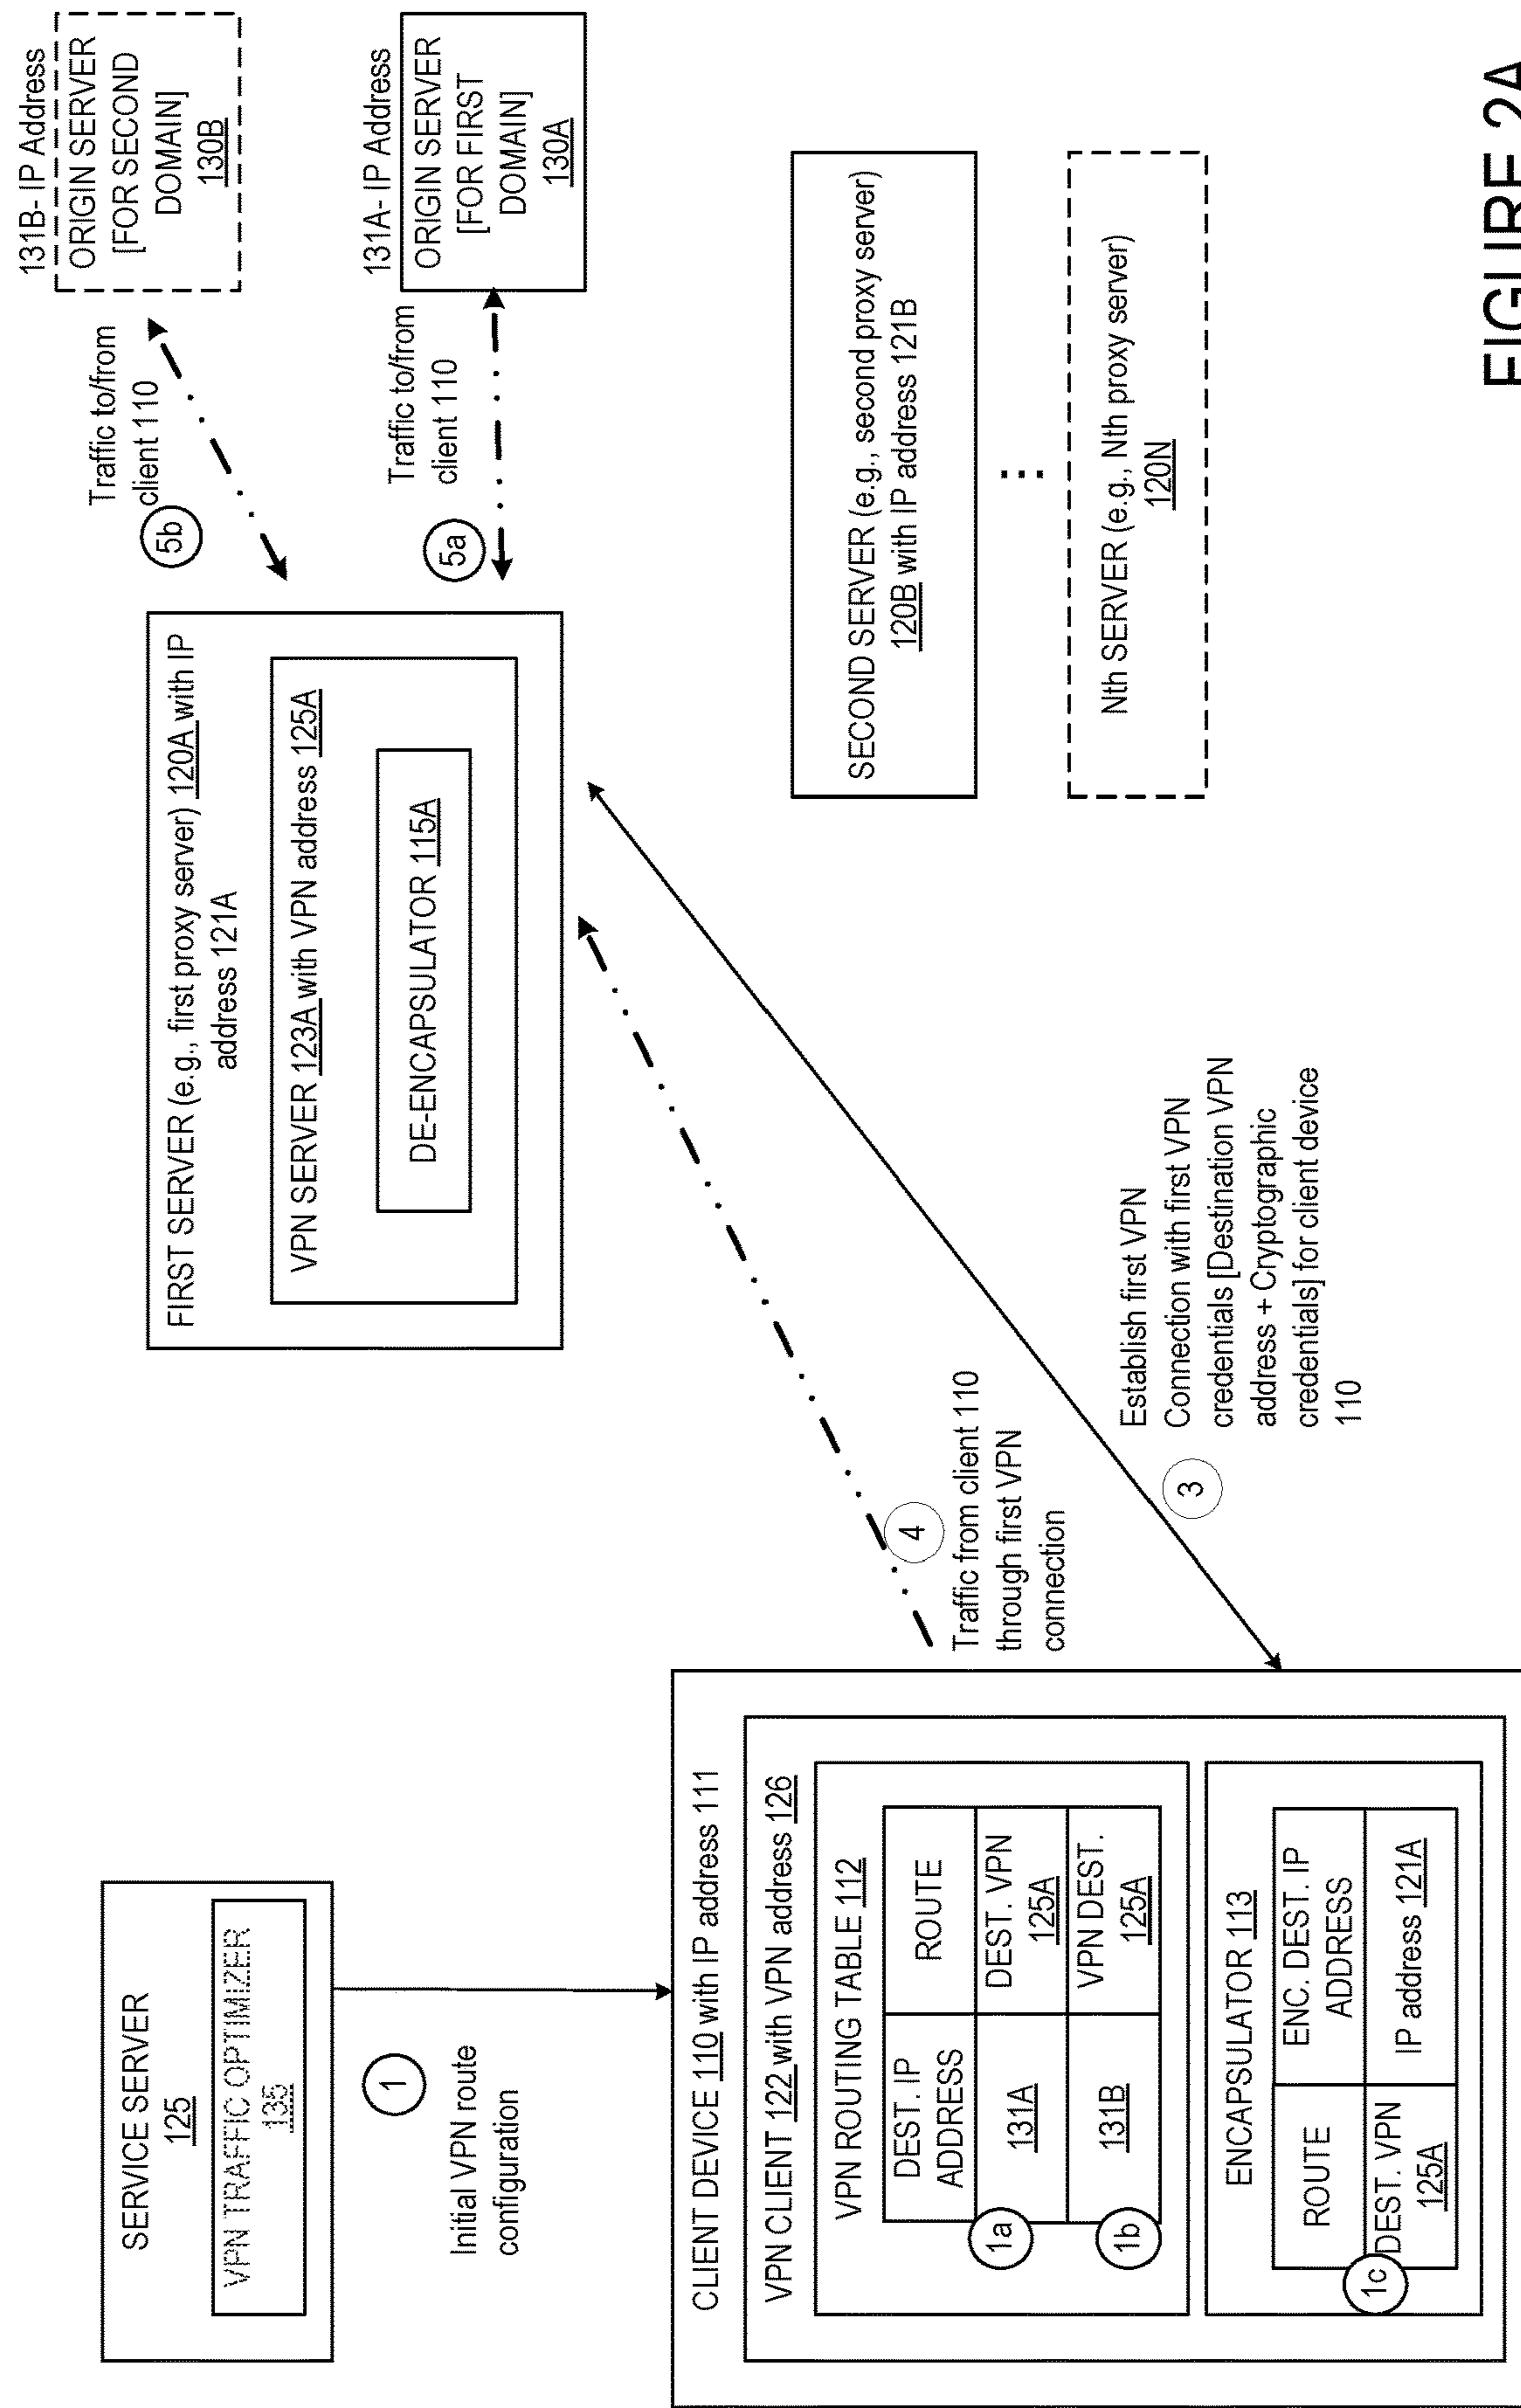 SERVICE SERVER
125
VPN TRAFFIC OPTIMIZER
135
1
Initial VPN route
configuration
CLIENT DEVICE 110 with IP address 111
VPN CLIENT 122 with VPN address 126
VPN ROUTING TABLE 112
DEST. IP
ADDRESS
ROUTE
1a
131A
DEST. VPN
125A
1b
131B
VPN DEST.
125A
ENCAPSULATOR 113
ROUTE
ENC. DEST. IP
ADDRESS
1c
DEST. VPN
125A
IP address 121A
4
Traffic from client 110
through first VPN
connection
3
Establish first VPN
Connection with first VPN
credentials [Destination VPN
address + Cryptographic
credentials] for client device
110
FIRST SERVER (e.g., first proxy server) 120A with IP
address 121A
VPN SERVER 123A with VPN address 125A
DE-ENCAPSULATOR 115A
5b
Traffic to/from
client 110
5a
Traffic to/from
client 110
131B- IP Address
ORIGIN SERVER
[FOR SECOND
DOMAIN]
130B
131A- IP Address
ORIGIN SERVER
[FOR FIRST
DOMAIN]
130A
SECOND SERVER (e.g., second proxy server)
120B with IP address 121B
...
Nth SERVER (e.g., Nth proxy server)
120N
FIGURE 2A